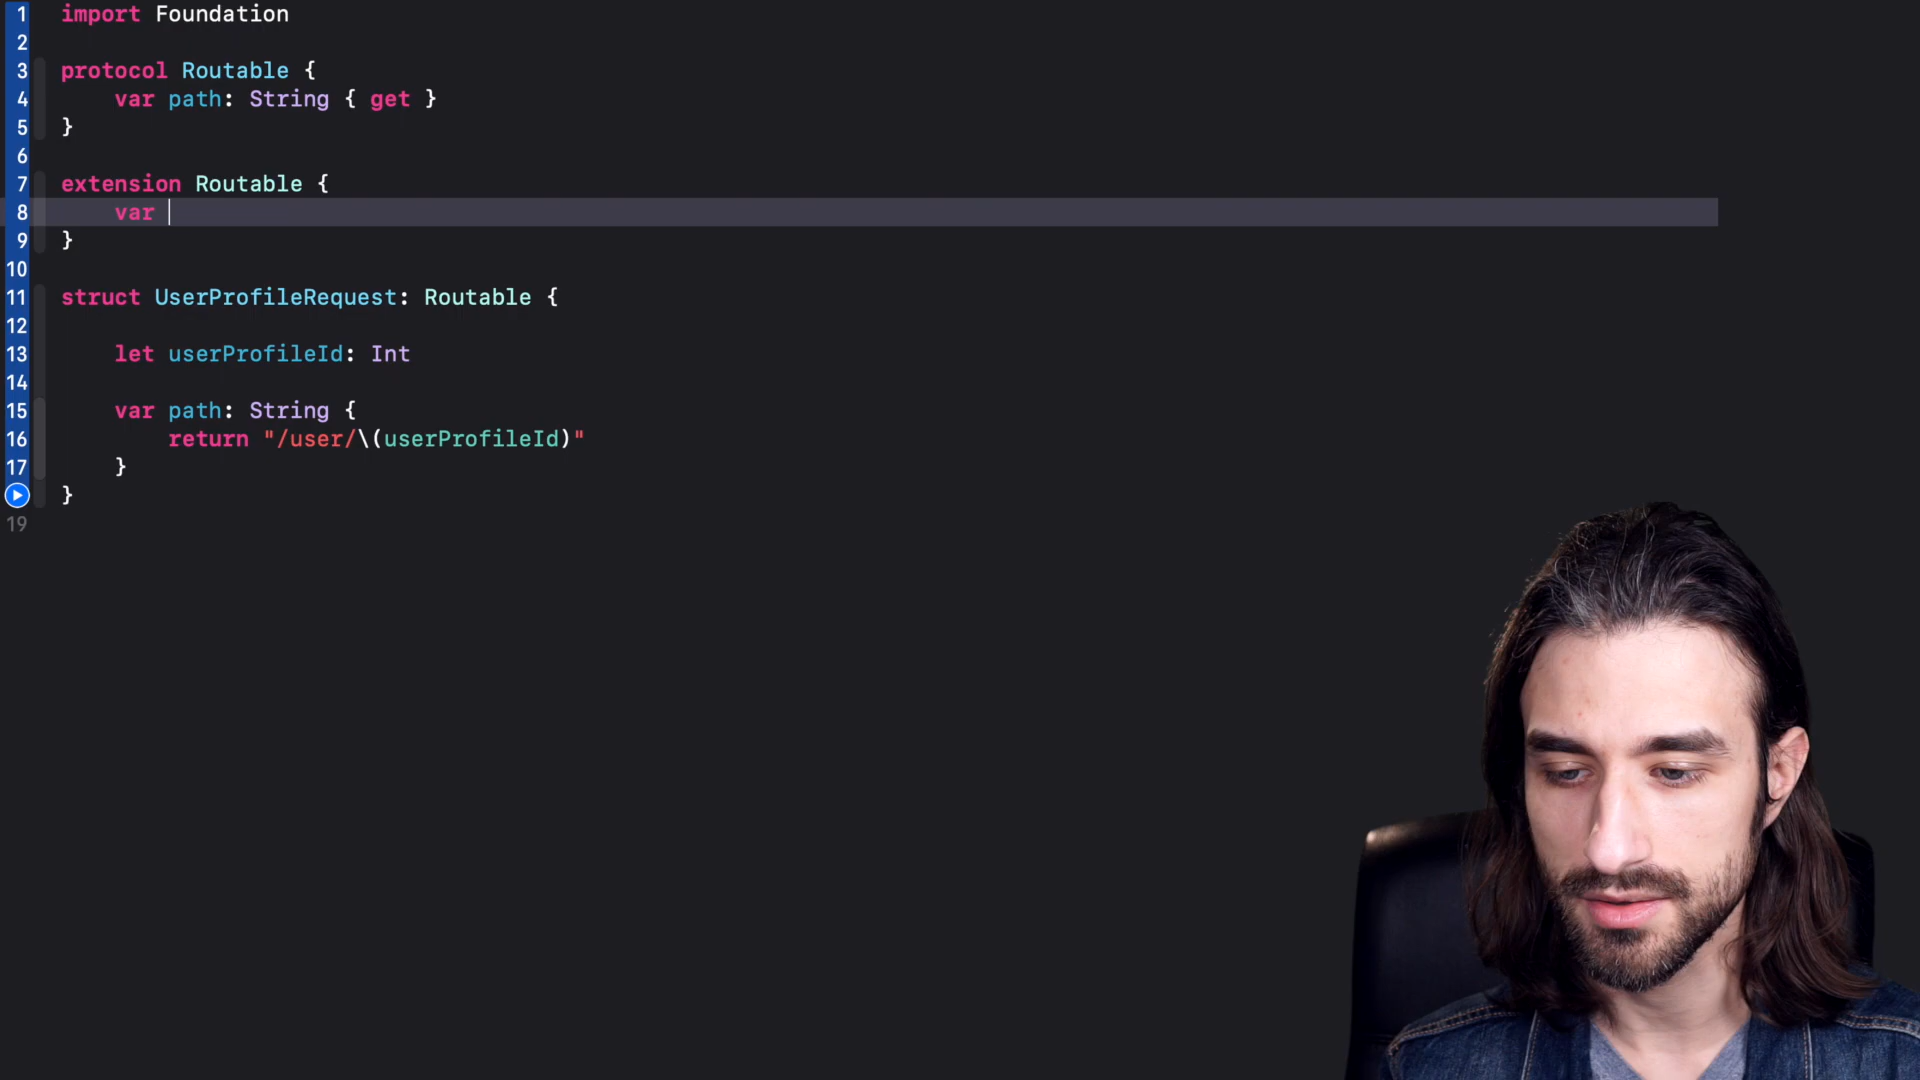 1 import Foundation
2
3 protocol Routable {
4 var path: String { get }
5 }
6
7 extension Routable {
8 var
9 }
10
11 struct UserProfileRequest: Routable {
12
13 let userProfileId: Int
14
15 var path: String {
16 return "/user/\(userProfileId)"
17 }
}
19